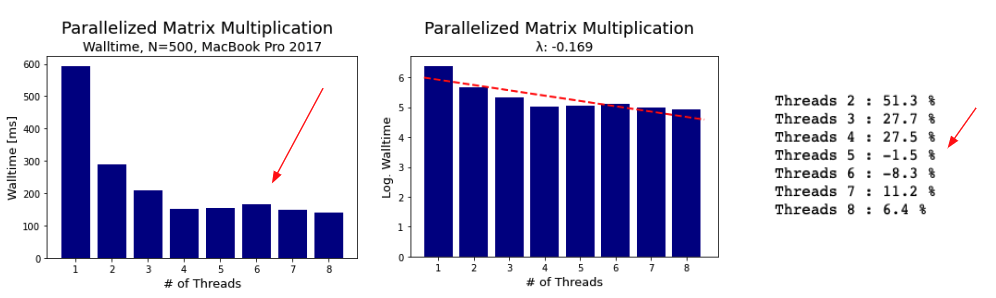 Parallelized Matrix Multiplication
Walltime, N=500, MacBook Pro 2017
Walltime [ms]
600
500
400
300
200
100
0
1 2 3 4 5 6 7 8
# of Threads
Parallelized Matrix Multiplication
λ: -0.169
Log. Walltime
6
5
4
3
2
1
0
1 2 3 4 5 6 7 8
# of Threads
Threads 2 : 51.3 %
Threads 3 : 27.7 %
Threads 4 : 27.5 %
Threads 5 : -1.5 %
Threads 6 : -8.3 %
Threads 7 : 11.2 %
Threads 8 : 6.4 %